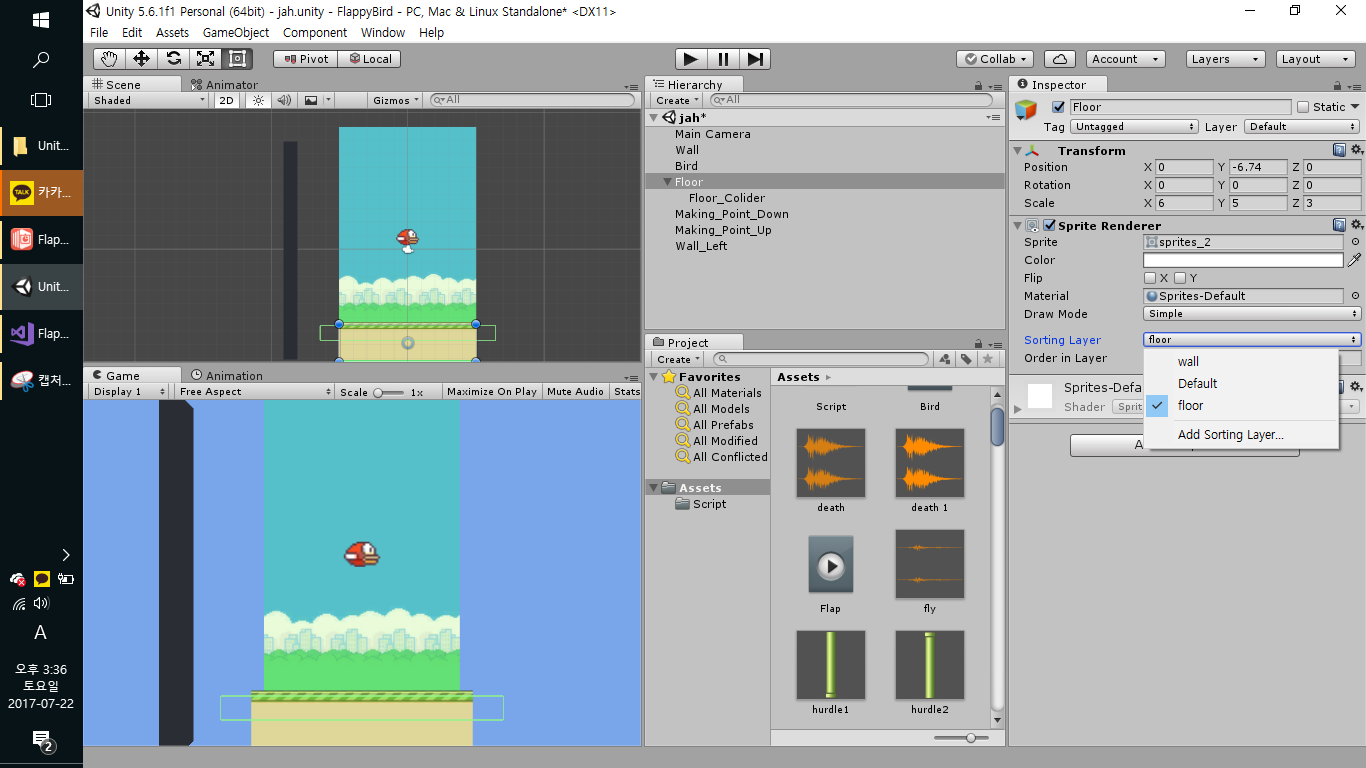 Unity 5.6.1f1 Personal (64bit) - jah.unity - FlappyBird - PC, Mac & Linux Standalone* <DX11>
File Edit Assets GameObject Component Window Help
Pivot Local Collab Account Layers Layout
Scene Animator
Shaded 2D Gizmos All
Game Animation
Display 1 Free Aspect Scale 1x Maximize On Play Mute Audio Stats
Hierarchy
Create All
jah*
Main Camera
Wall
Bird
Floor
Floor_Colider
Making_Point_Down
Making_Point_Up
Wall_Left
Project
Create
Favorites
All Materials
All Models
All Prefabs
All Modified
All Conflicted
Assets
Script
Assets
Script Bird
death death 1
Flap fly
hurdle1 hurdle2
Inspector
Floor Static
Tag Untagged Layer Default
Transform
Position X 0 Y -6.74 Z 0
Rotation X 0 Y 0 Z 0
Scale X 6 Y 5 Z 3
Sprite Renderer
Sprite sprites_2
Color
Flip X Y
Material Sprites-Default
Draw Mode Simple
Sorting Layer floor
Order in Layer
wall
Default
floor
Add Sorting Layer...
Sprites-Defa
Shader Sprit
A
Unit...
TALK 카카...
Flap...
Unit...
Flap...
캡처...
A
오후 3:36
토요일
2017-07-22
2